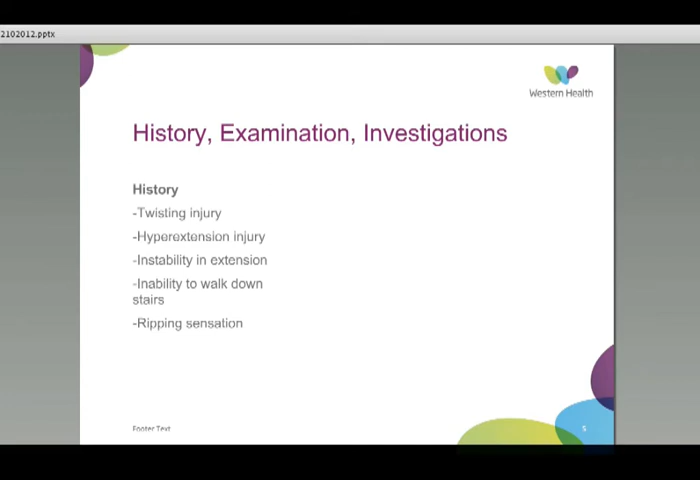 2102012.pptx
Western Health
History, Examination, Investigations
History
-Twisting injury
-Hyperextension injury
-Instability in extension
-Inability to walk down
stairs
-Ripping sensation
Footer Text
5